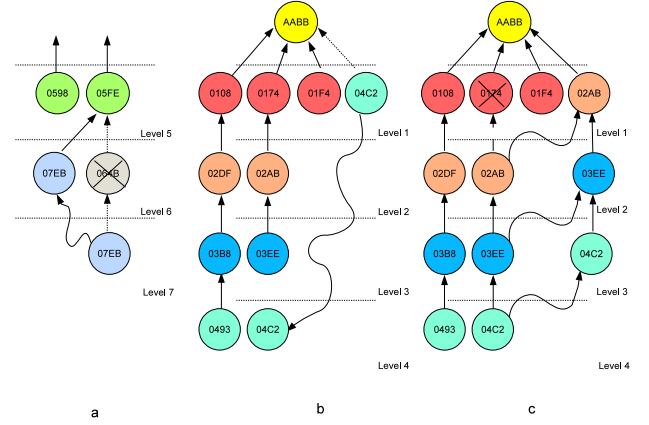 AABB
AABB
0598
05FE
0108
0174
01F4
04C2
0108
0174
01F4
02AB
Level 5
Level 1
Level 1
07EB
064B
02DF
02AB
02DF
02AB
03EE
Level 6
Level 2
Level 2
07EB
03B8
03EE
03B8
03EE
04C2
Level 7
Level 3
Level 3
0493
04C2
0493
04C2
Level 4
Level 4
a
b
c